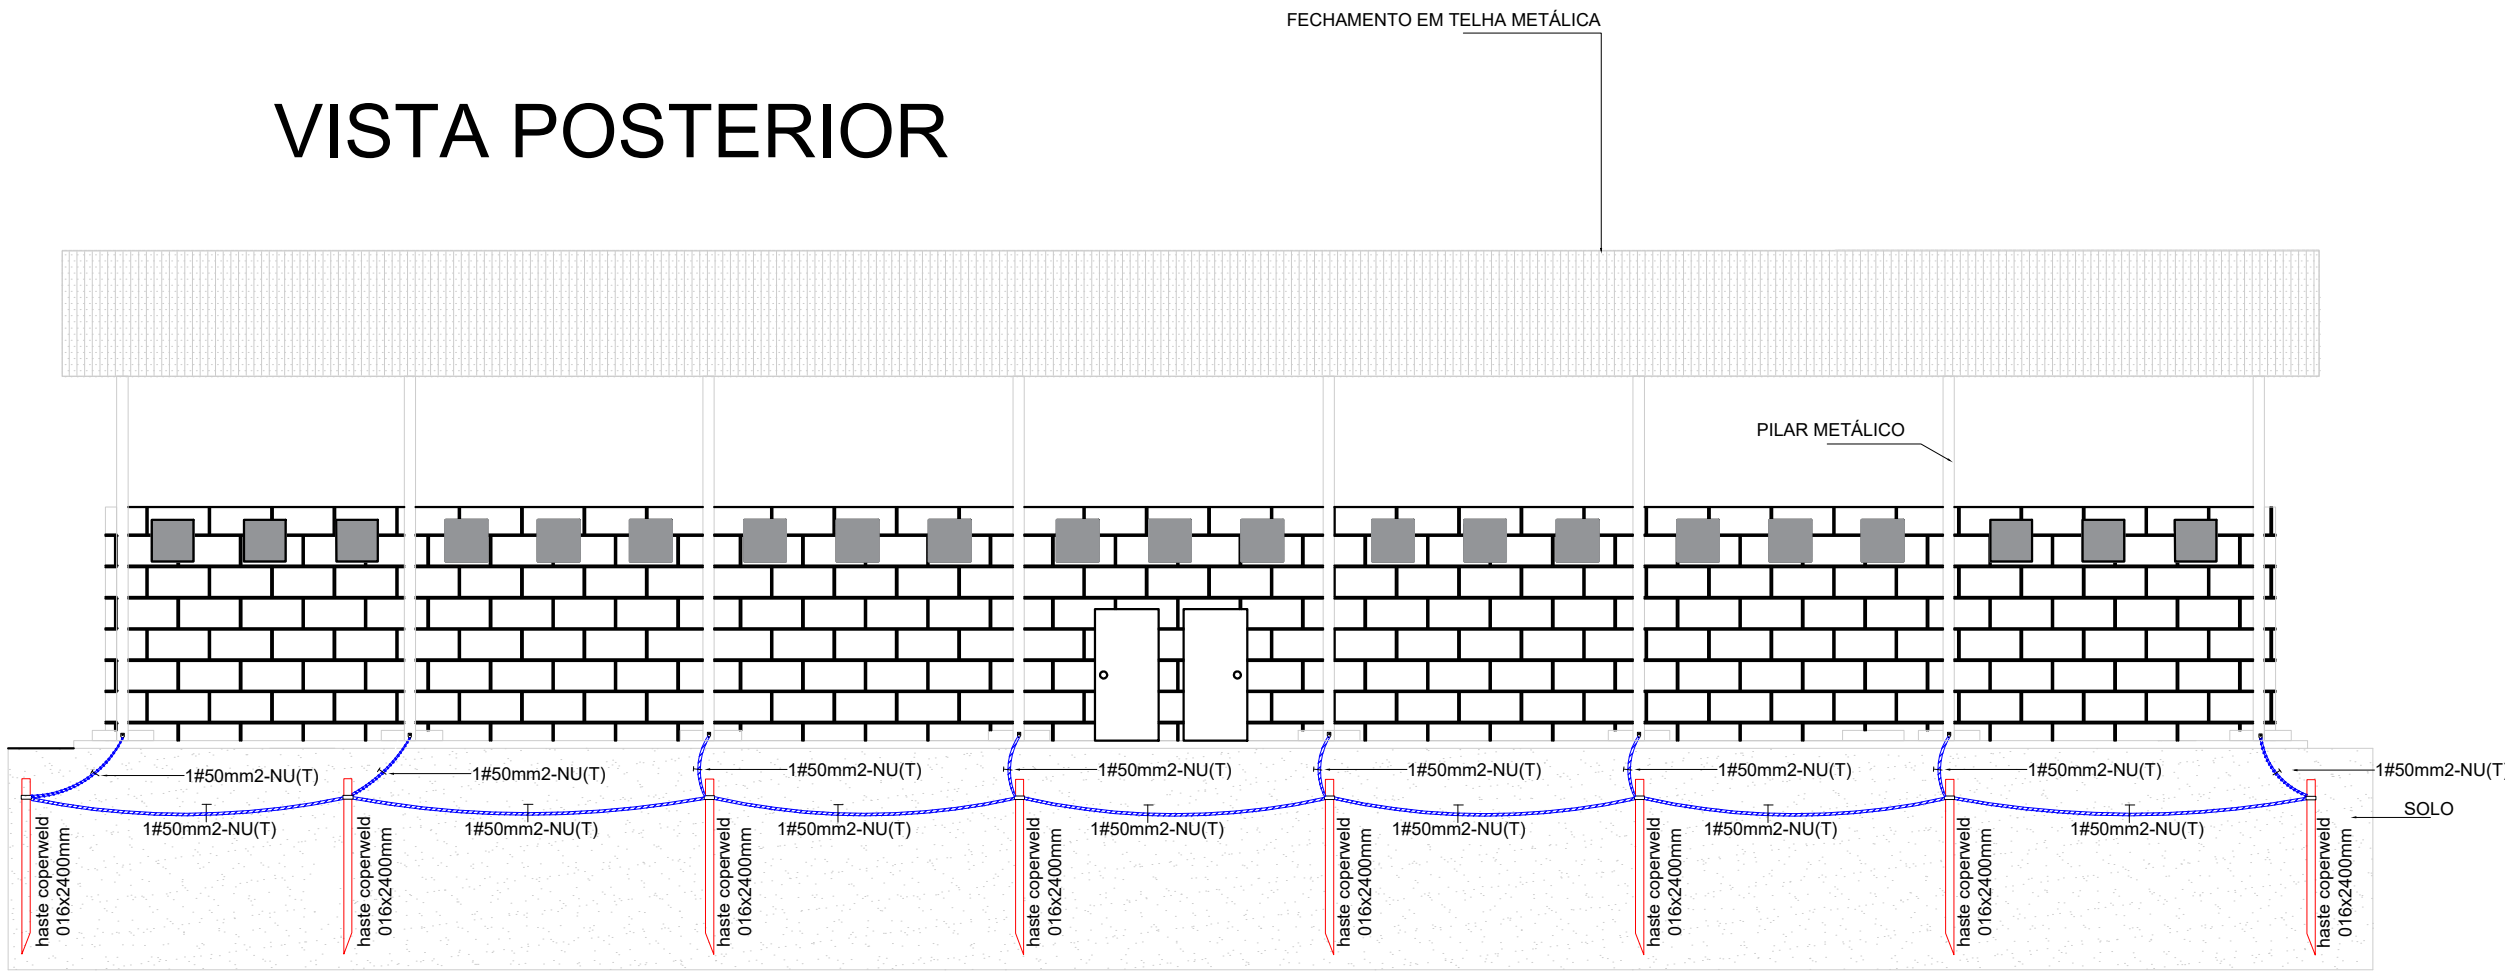 FECHAMENTO EM TELHA METÁLICA
VISTA POSTERIOR
PILAR METÁLICO
1#50mm2-NU(T)
1#50mm2-NU(T)
1#50mm2-NU(T)
1#50mm2-NU(T)
1#50mm2-NU(T)
1#50mm2-NU(T)
1#50mm2-NU(T)
1#50mm2-NU(T)
SOLO
1#50mm2-NU(T)
1#50mm2-NU(T)
1#50mm2-NU(T)
1#50mm2-NU(T)
1#50mm2-NU(T)
1#50mm2-NU(T)
1#50mm2-NU(T)
haste coperweld
016x2400mm
haste coperweld
016x2400mm
haste coperweld
016x2400mm
haste coperweld
016x2400mm
haste coperweld
016x2400mm
haste coperweld
016x2400mm
haste coperweld
016x2400mm
haste coperweld
016x2400mm